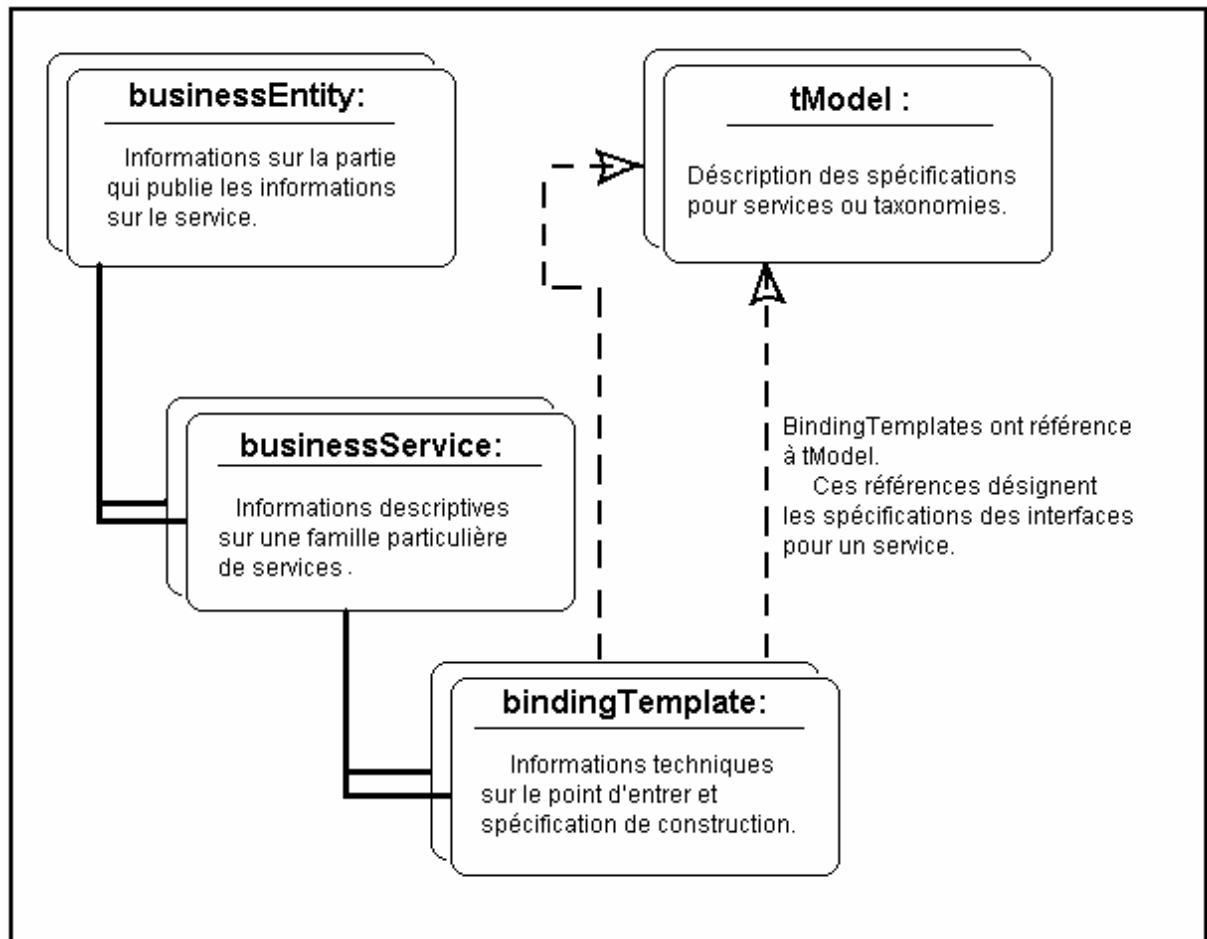 businessEntity:
Informations sur la partie
qui publie les informations
sur le service.
tModel :
Déscription des spécifications
pour services ou taxonomies.
businessService:
Informations descriptives
sur une famille particulière
de services .
BindingTemplates ont référence
à tModel.
Ces références désignent
les spécifications des interfaces
pour un service.
bindingTemplate:
Informations techniques
sur le point d'entrer et
spécification de construction.